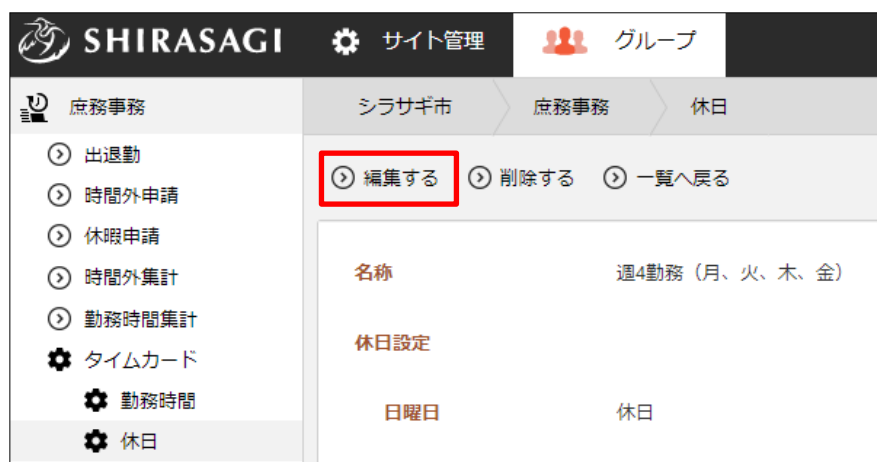 SHIRASAGI サイト管理 グループ
庶務事務 シラサギ市 庶務事務 休日
出退勤
編集する 削除する 一覧へ戻る
時間外申請
休暇申請
時間外集計
名称 週4勤務（月、火、木、金）
勤務時間集計
休日設定
タイムカード
勤務時間
日曜日 休日
休日